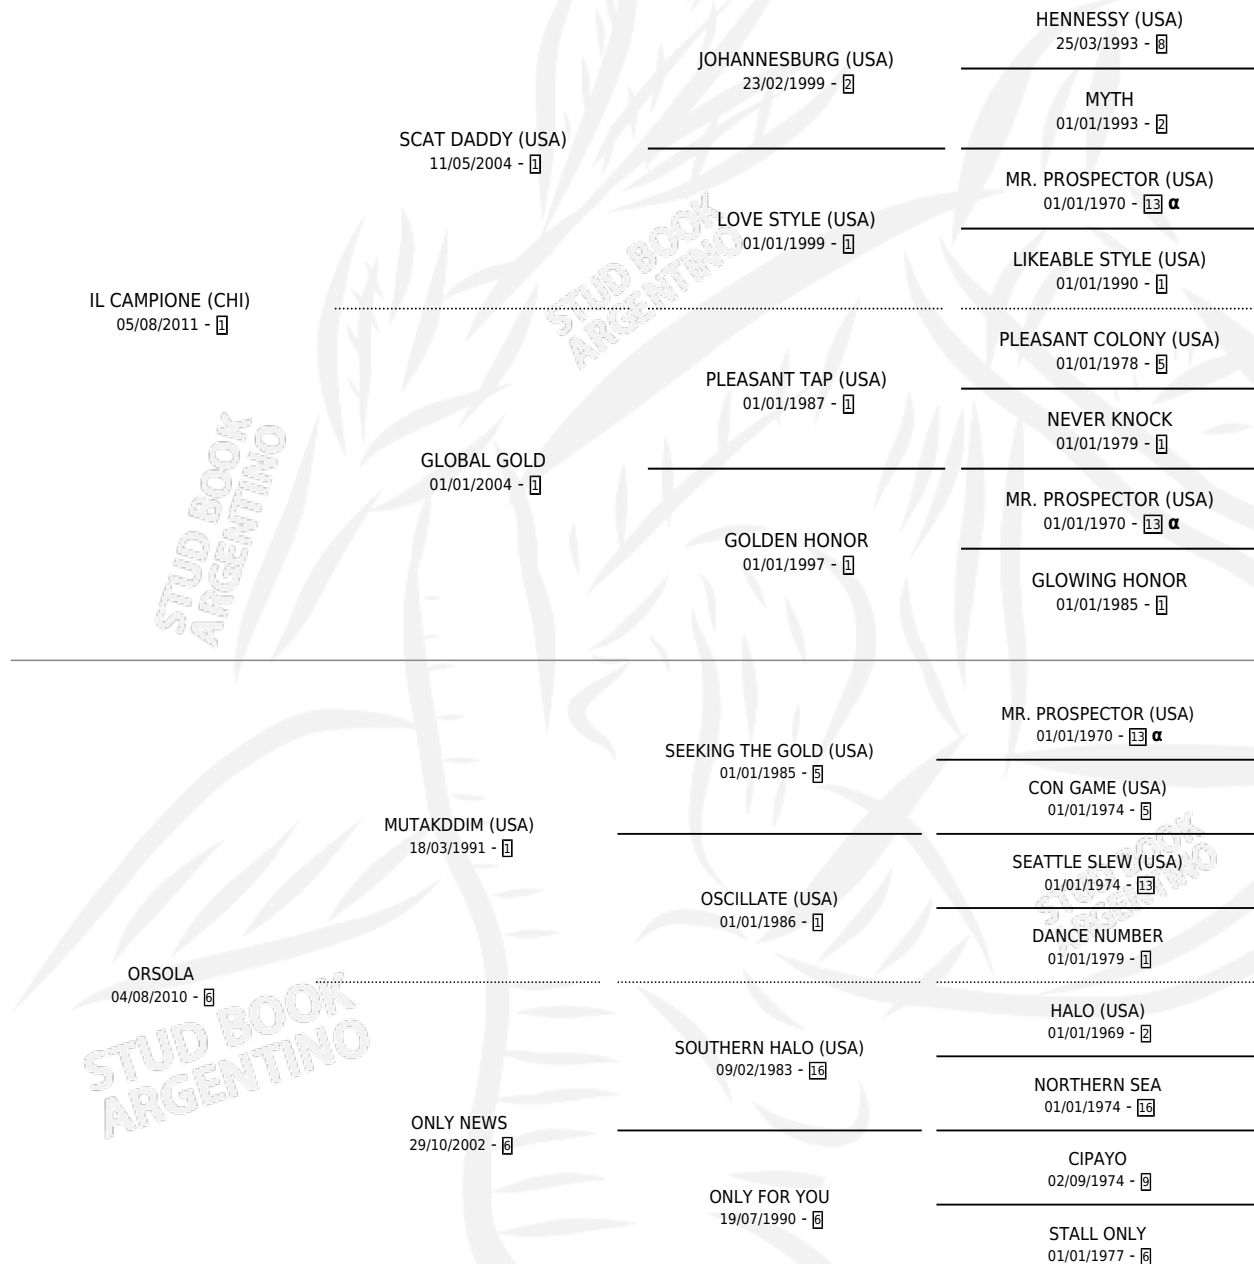 HENNESSY (USA)
25/03/1993 - 8
JOHANNESBURG (USA)
23/02/1999 - 2
MYTH
01/01/1993 - 2
SCAT DADDY (USA)
11/05/2004 - 1
MR. PROSPECTOR (USA)
01/01/1970 - 13 α
LOVE STYLE (USA)
01/01/1999 - 1
LIKEABLE STYLE (USA)
01/01/1990 - 1
IL CAMPIONE (CHI)
05/08/2011 - 1
PLEASANT COLONY (USA)
01/01/1978 - 5
PLEASANT TAP (USA)
01/01/1987 - 1
NEVER KNOCK
01/01/1979 - 1
GLOBAL GOLD
01/01/2004 - 1
MR. PROSPECTOR (USA)
01/01/1970 - 13 α
GOLDEN HONOR
01/01/1997 - 1
GLOWING HONOR
01/01/1985 - 1
MR. PROSPECTOR (USA)
01/01/1970 - 13 α
SEEKING THE GOLD (USA)
01/01/1985 - 5
CON GAME (USA)
01/01/1974 - 5
MUTAKDDIM (USA)
18/03/1991 - 1
SEATTLE SLEW (USA)
01/01/1974 - 13
OSCILLATE (USA)
01/01/1986 - 1
DANCE NUMBER
01/01/1979 - 1
ORSOLA
04/08/2010 - 6
HALO (USA)
01/01/1969 - 2
SOUTHERN HALO (USA)
09/02/1983 - 16
NORTHERN SEA
01/01/1974 - 16
ONLY NEWS
29/10/2002 - 6
CIPAYO
02/09/1974 - 9
ONLY FOR YOU
19/07/1990 - 6
STALL ONLY
01/01/1977 - 6
STUD BOOK
ARGENTINO
STUD BOOK
ARGENTINO
STUD BOOK
ARGENTINO
STUD BOOK
ARGENTINO